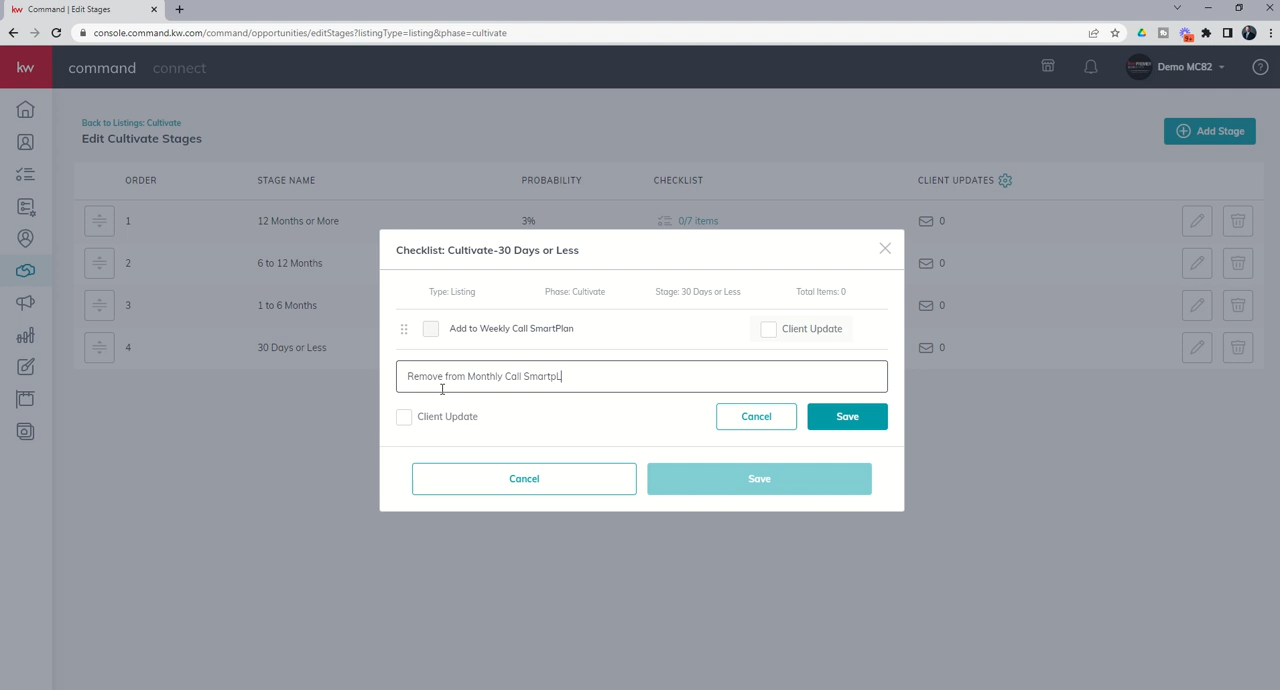 kw Command | Edit Stages
console.command.kw.com/command/opportunities/editStages?listingType=listing&phase=cultivate
9+
kw command connect Demo MC82
Back to Listings: Cultivate
Edit Cultivate Stages
Add Stage
ORDER STAGE NAME PROBABILITY CHECKLIST CLIENT UPDATES
1 12 Months or More 3% 0/7 items 0
2 6 to 12 Months 0
3 1 to 6 Months 0
4 30 Days or Less 0
Checklist: Cultivate-30 Days or Less
Type: Listing Phase: Cultivate Stage: 30 Days or Less Total Items: 0
Add to Weekly Call SmartPlan Client Update
Remove from Monthly Call SmartpL
Client Update Cancel Save
Cancel Save